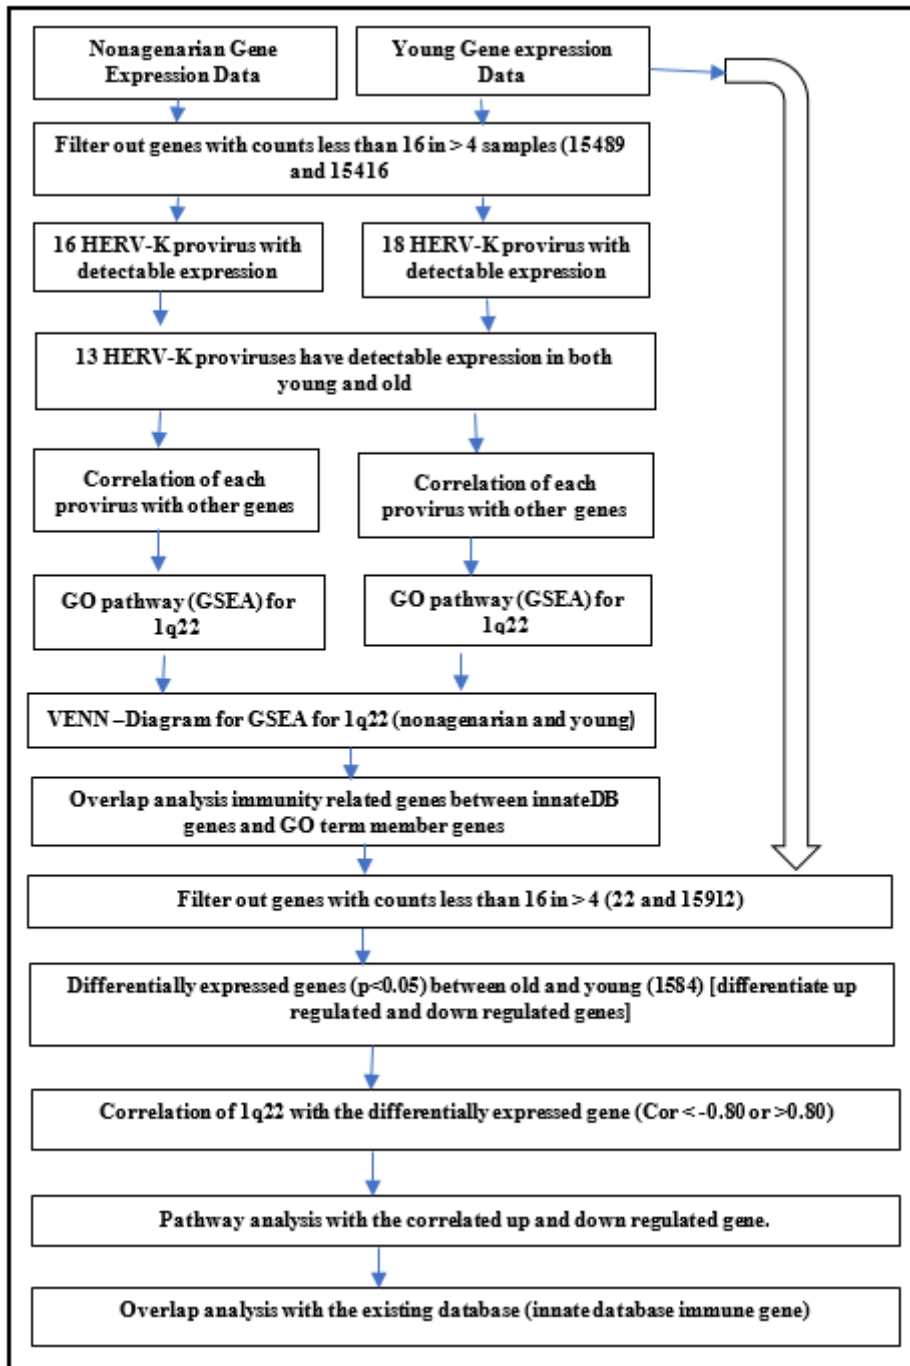 Nonagenarian Gene
Expression Data
Young Gene expression
Data
Filter out genes with counts less than 16 in > 4 samples (15489
and 15416
16 HERV-K provirus with
detectable expression
18 HERV-K provirus with
detectable expression
13 HERV-K proviruses have detectable expression in both
young and old
Correlation of each
provirus with other genes
Correlation of each
provirus with other genes
GO pathway (GSEA) for
1q22
GO pathway (GSEA) for
1q22
VENN –Diagram for GSEA for 1q22 (nonagenarian and young)
Overlap analysis immunity related genes between innateDB
genes and GO term member genes
Filter out genes with counts less than 16 in > 4 (22 and 15912)
Differentially expressed genes (p<0.05) between old and young (1584) [differentiate up
regulated and down regulated genes]
Correlation of 1q22 with the differentially expressed gene (Cor < -0.80 or >0.80)
Pathway analysis with the correlated up and down regulated gene.
Overlap analysis with the existing database (innate database immune gene)